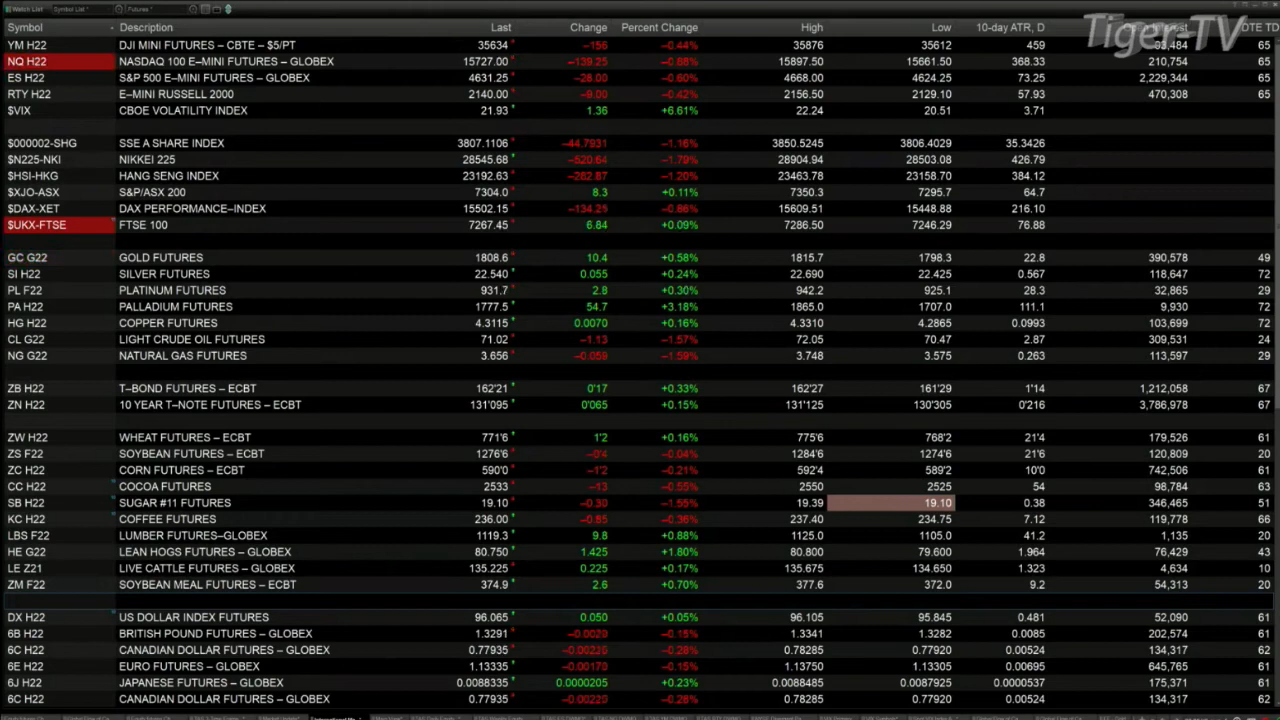 Watch List Symbol List Futures
Symbol Description Last Change Percent Change High Low 10-day ATR, D DTE TD
Tiger-TV
YM H22 DJI MINI FUTURES – CBTE – $5/PT 35634 –156 –0.44% 35876 35612 459 65
NQ H22 NASDAQ 100 E–MINI FUTURES – GLOBEX 15727.00 –139.25 –0.88% 15897.50 15661.50 368.33 210,754 65
ES H22 S&P 500 E–MINI FUTURES – GLOBEX 4631.25 –28.00 –0.60% 4668.00 4624.25 73.25 2,229,344 65
RTY H22 E–MINI RUSSELL 2000 2140.00 –9.00 –0.42% 2156.50 2129.10 57.93 470,308 65
$VIX CBOE VOLATILITY INDEX 21.93 1.36 +6.61% 22.24 20.51 3.71
$000002-SHG SSE A SHARE INDEX 3807.1106 –44.7931 –1.16% 3850.5245 3806.4029 35.3426
$N225-NKI NIKKEI 225 28545.68 –520.64 –1.79% 28904.94 28503.08 426.79
$HSI-HKG HANG SENG INDEX 23192.63 –282.87 –1.20% 23463.78 23158.70 384.12
$XJO-ASX S&P/ASX 200 7304.0 8.3 +0.11% 7350.3 7295.7 64.7
$DAX-XET DAX PERFORMANCE–INDEX 15502.15 –134.25 –0.86% 15609.51 15448.88 216.10
$UKX-FTSE FTSE 100 7267.45 6.84 +0.09% 7286.50 7246.29 76.88
GC G22 GOLD FUTURES 1808.6 10.4 +0.58% 1815.7 1798.3 22.8 390,578 49
SI H22 SILVER FUTURES 22.540 0.055 +0.24% 22.690 22.425 0.567 118,647 72
PL F22 PLATINUM FUTURES 931.7 2.8 +0.30% 942.2 925.1 28.3 32,865 29
PA H22 PALLADIUM FUTURES 1777.5 54.7 +3.18% 1865.0 1707.0 111.1 9,930 72
HG H22 COPPER FUTURES 4.3115 0.0070 +0.16% 4.3310 4.2865 0.0993 103,699 72
CL G22 LIGHT CRUDE OIL FUTURES 71.02 –1.13 –1.57% 72.05 70.47 2.87 309,531 24
NG G22 NATURAL GAS FUTURES 3.656 –0.059 –1.59% 3.748 3.575 0.263 113,597 29
ZB H22 T–BOND FUTURES – ECBT 162'21 0'17 +0.33% 162'27 161'29 1'14 1,212,058 67
ZN H22 10 YEAR T–NOTE FUTURES – ECBT 131'095 0'065 +0.15% 131'125 130'305 0'216 3,786,978 67
ZW H22 WHEAT FUTURES – ECBT 771'6 1'2 +0.16% 775'6 768'2 21'4 179,526 61
ZS F22 SOYBEAN FUTURES – ECBT 1276'6 –0'4 –0.04% 1284'6 1274'6 21'6 120,809 20
ZC H22 CORN FUTURES – ECBT 590'0 –1'2 –0.21% 592'4 589'2 10'0 742,506 61
CC H22 COCOA FUTURES 2533 –13 –0.55% 2550 2525 54 98,784 63
SB H22 SUGAR #11 FUTURES 19.10 –0.30 –1.55% 19.39 19.10 0.38 346,465 51
KC H22 COFFEE FUTURES 236.00 –0.85 –0.36% 237.40 234.75 7.12 119,778 66
LBS F22 LUMBER FUTURES–GLOBEX 1119.3 9.8 +0.88% 1125.0 1105.0 41.2 1,135 20
HE G22 LEAN HOGS FUTURES – GLOBEX 80.750 1.425 +1.80% 80.800 79.600 1.964 76,429 43
LE Z21 LIVE CATTLE FUTURES – GLOBEX 135.225 0.225 +0.17% 135.675 134.650 1.323 4,634 10
ZM F22 SOYBEAN MEAL FUTURES – ECBT 374.9 2.6 +0.70% 377.6 372.0 9.2 54,313 20
DX H22 US DOLLAR INDEX FUTURES 96.065 0.050 +0.05% 96.105 95.845 0.481 52,090 61
6B H22 BRITISH POUND FUTURES – GLOBEX 1.3291 –0.0020 –0.15% 1.3341 1.3282 0.0085 202,574 61
6C H22 CANADIAN DOLLAR FUTURES – GLOBEX 0.77935 –0.00220 –0.28% 0.78285 0.77920 0.00524 134,317 62
6E H22 EURO FUTURES – GLOBEX 1.13335 –0.00170 –0.15% 1.13750 1.13305 0.00695 645,765 61
6J H22 JAPANESE FUTURES – GLOBEX 0.0088335 0.0000205 +0.23% 0.0088485 0.0087925 0.0000537 175,371 61
6C H22 CANADIAN DOLLAR FUTURES – GLOBEX 0.77935 –0.00220 –0.28% 0.78285 0.77920 0.00524 134,317 62